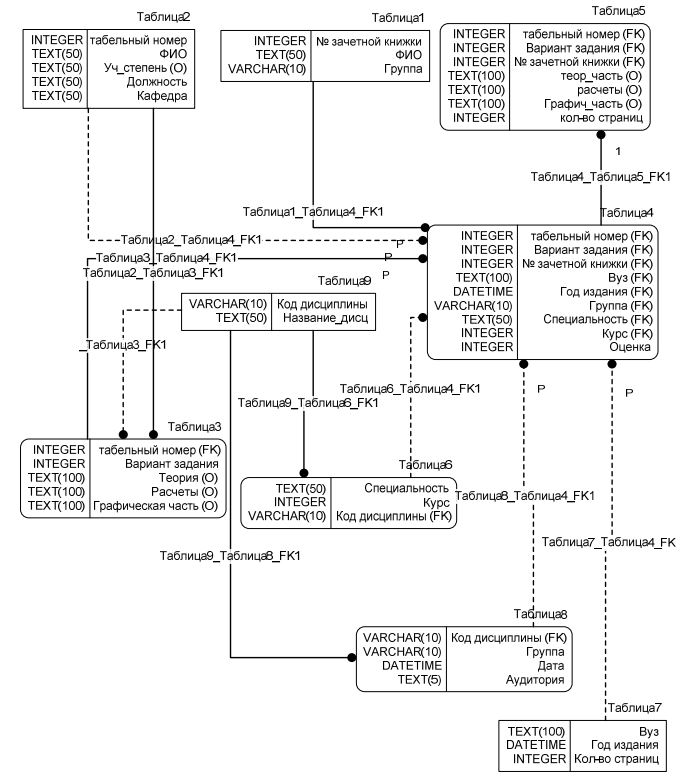 Таблица2
INTEGER табельный номер
TEXT(50) ФИО
TEXT(50) Уч_степень (O)
TEXT(50) Должность
TEXT(50) Кафедра
Таблица1
INTEGER № зачетной книжки
TEXT(50) ФИО
VARCHAR(10) Группа
Таблица5
INTEGER табельный номер (FK)
INTEGER Вариант задания (FK)
INTEGER № зачетной книжки (FK)
TEXT(100) теор_часть (O)
TEXT(100) расчеты (O)
TEXT(100) Графич_часть (O)
INTEGER кол-во страниц
1
Таблица4_Таблица5_FK1
Таблица1_Таблица4_FK1
Таблица2_Таблица4_FK1
P
Таблица3_Таблица4_FK1
P
Таблица2_Таблица3_FK1
P
Таблица4
INTEGER табельный номер (FK)
INTEGER Вариант задания (FK)
INTEGER № зачетной книжки (FK)
TEXT(100) Вуз (FK)
DATETIME Год издания (FK)
VARCHAR(10) Группа (FK)
TEXT(50) Специальность (FK)
INTEGER Курс (FK)
INTEGER Оценка
Таблица9
VARCHAR(10) Код дисциплины
TEXT(50) Название_дисц
_Таблица3_FK1
Таблица6_Таблица4_FK1
P
P
Таблица9_Таблица6_FK1
Таблица3
INTEGER табельный номер (FK)
INTEGER Вариант задания
TEXT(100) Теория (O)
TEXT(100) Расчеты (O)
TEXT(100) Графическая часть (O)
Таблица6
TEXT(50) Специальность
INTEGER Курс
VARCHAR(10) Код дисциплины (FK)
Таблица8_Таблица4_FK1
Таблица7_Таблица4_FK
Таблица9_Таблица8_FK1
Таблица8
VARCHAR(10) Код дисциплины (FK)
VARCHAR(10) Группа
DATETIME Дата
TEXT(5) Аудитория
Таблица7
TEXT(100) Вуз
DATETIME Год издания
INTEGER Кол-во страниц